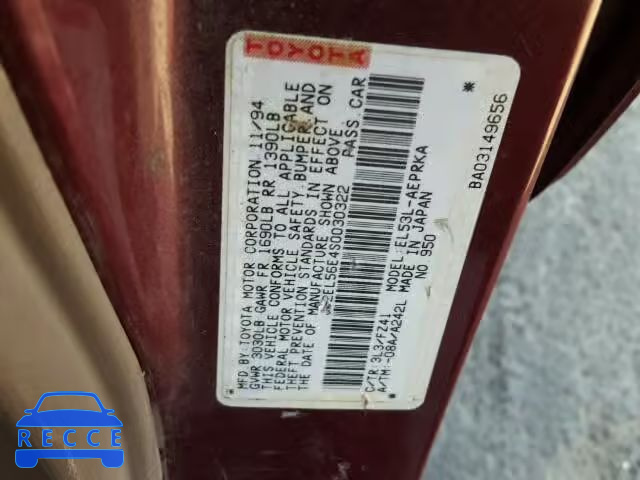 TOYOTA
MFD BY: TOYOTA MOTOR CORPORATION 11/94
GVWR 3030LB GAWR FR 1690LB RR 1390LB
THIS VEHICLE CONFORMS TO ALL APPLICABLE
FEDERAL MOTOR VEHICLE SAFETY, BUMPER, AND
THEFT PREVENTION STANDARDS IN EFFECT ON
THE DATE OF MANUFACTURE SHOWN ABOVE.
JT2EL56E4S0030322 PASS CAR
C/TR:3L3/FZ41 MODEL:EL53L-AEPRKA
A/TM:-08A/A242L MADE IN JAPAN
NO 950
BA03149656 *
RECCE